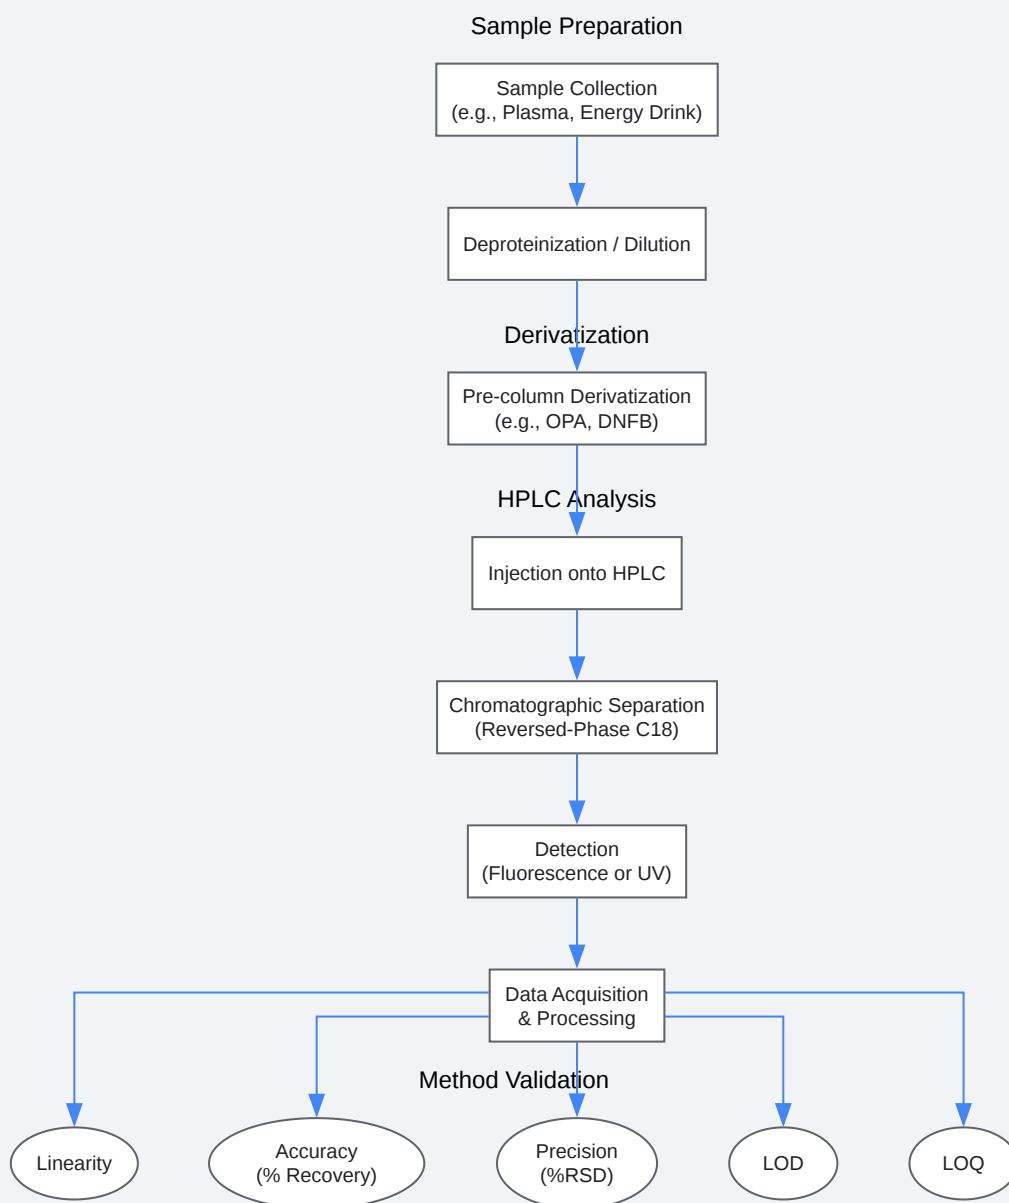 Sample Preparation
Sample Collection
(e.g., Plasma, Energy Drink)
Deproteinization / Dilution
Derivatization
Pre-column Derivatization
(e.g., OPA, DNFB)
HPLC Analysis
Injection onto HPLC
Chromatographic Separation
(Reversed-Phase C18)
Detection
(Fluorescence or UV)
Data Acquisition
& Processing
Method Validation
Linearity
Accuracy
(% Recovery)
Precision
(%RSD)
LOD
LOQ